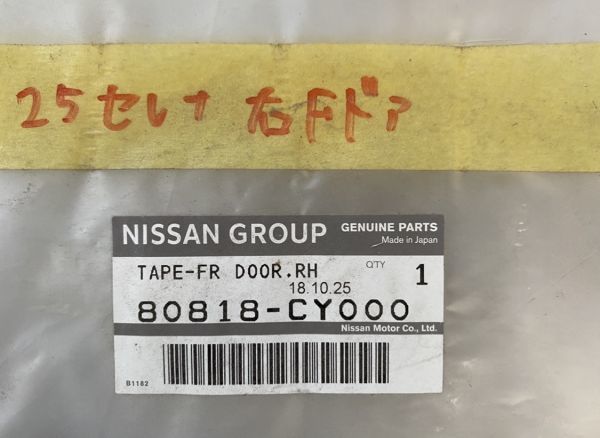 25セレナ 右Fドア
NISSAN GROUP GENUINE PARTS
Made in Japan
TAPE-FR DOOR.RH Q'TY 1
18.10.25
80818-CY000
Nissan Motor Co., Ltd.
B1182